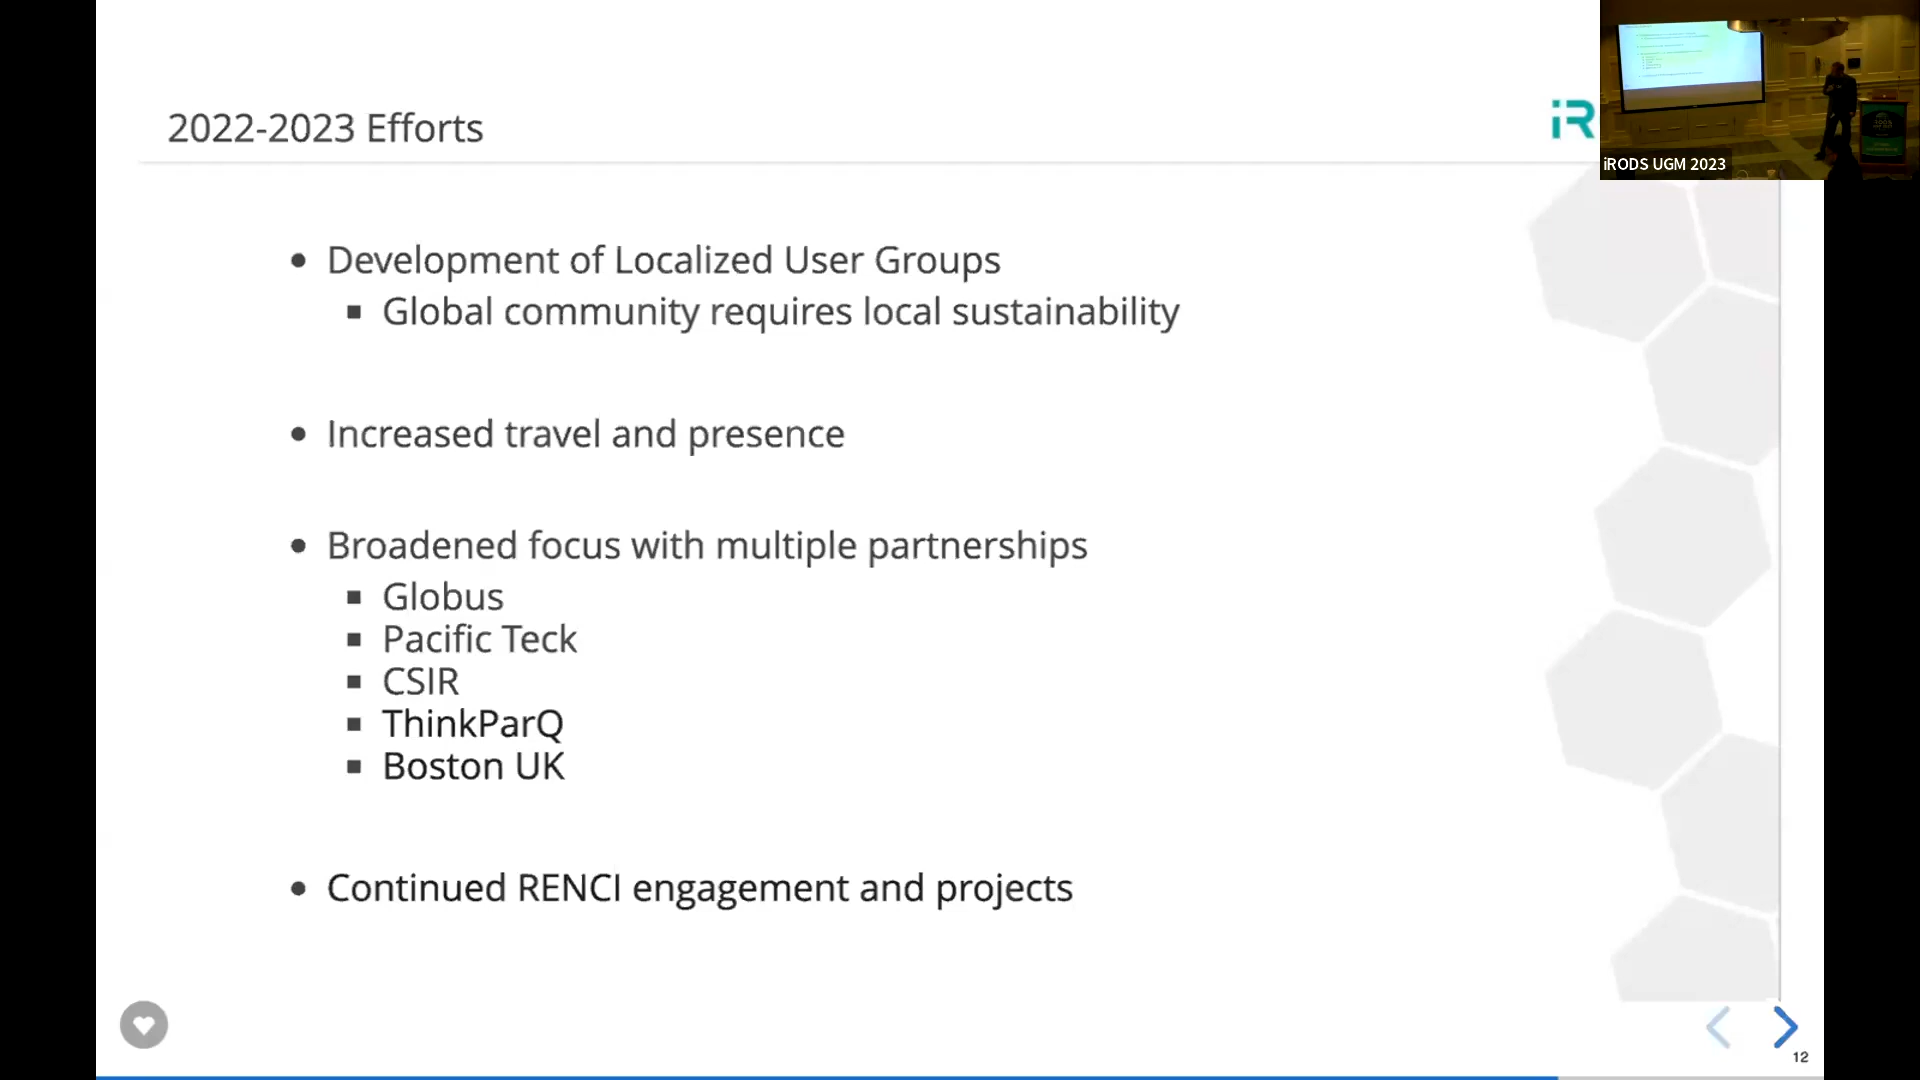 2022-2023 Efforts
iR
iRODS UGM 2023
• Development of Localized User Groups
▪ Global community requires local sustainability
• Increased travel and presence
• Broadened focus with multiple partnerships
▪ Globus
▪ Pacific Teck
▪ CSIR
▪ ThinkParQ
▪ Boston UK
• Continued RENCI engagement and projects
12